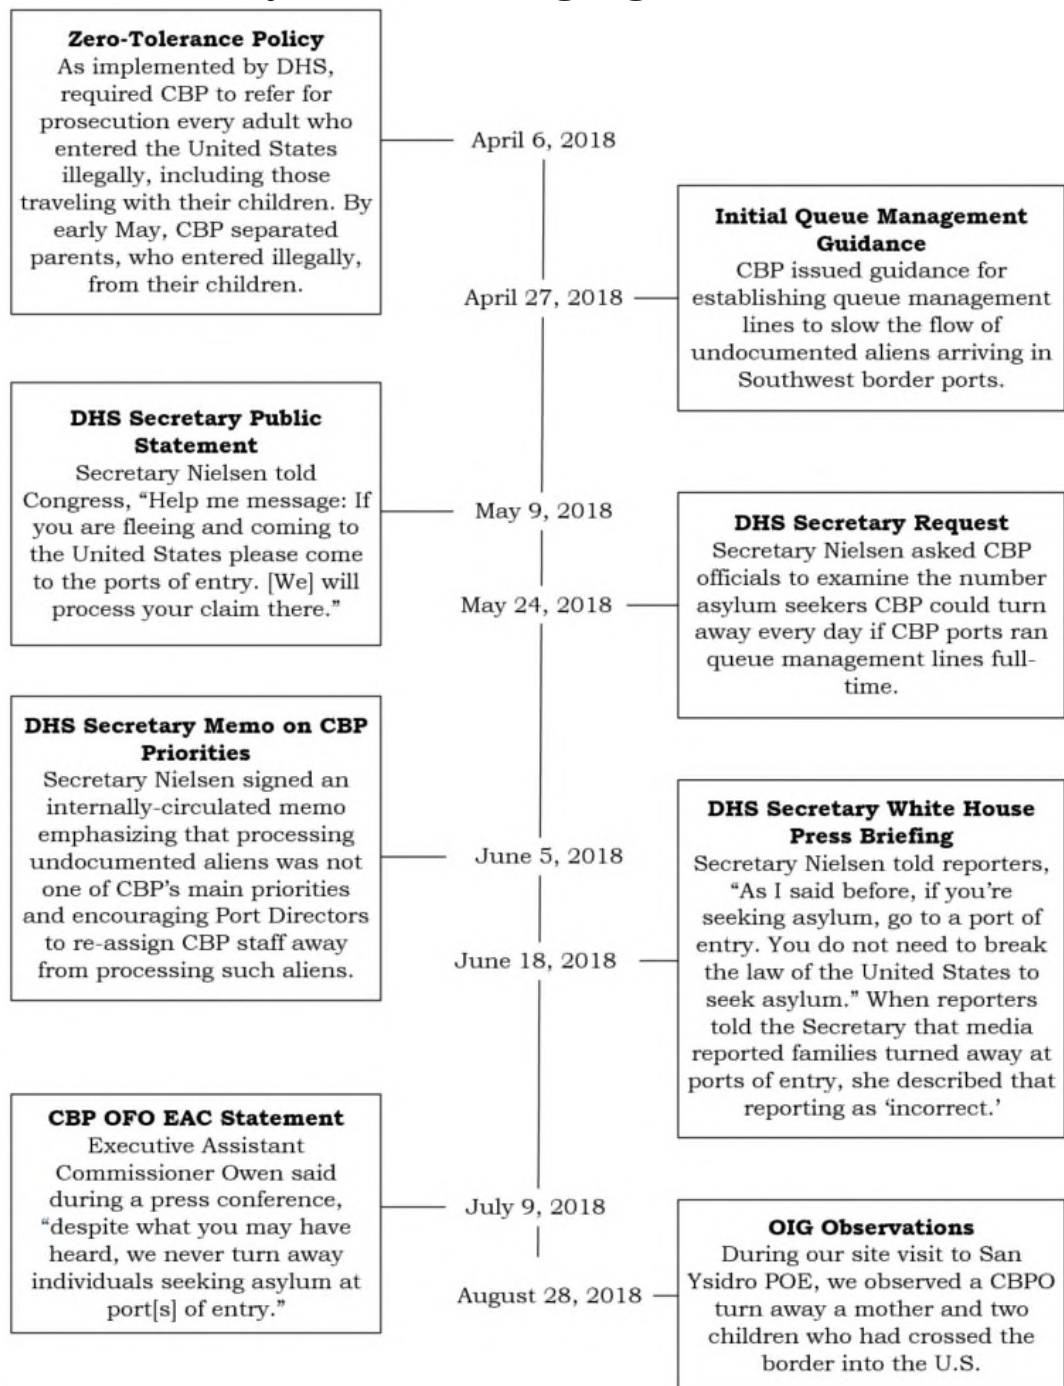 Zero-Tolerance Policy
As implemented by DHS,
required CBP to refer for
prosecution every adult who
entered the United States
illegally, including those
traveling with their children. By
early May, CBP separated
parents, who entered illegally,
from their children.
April 6, 2018
Initial Queue Management
Guidance
CBP issued guidance for
establishing queue management
lines to slow the flow of
undocumented aliens arriving in
Southwest border ports.
April 27, 2018
DHS Secretary Public
Statement
Secretary Nielsen told
Congress, “Help me message: If
you are fleeing and coming to
the United States please come
to the ports of entry. [We] will
process your claim there.”
May 9, 2018
DHS Secretary Request
Secretary Nielsen asked CBP
officials to examine the number
asylum seekers CBP could turn
away every day if CBP ports ran
queue management lines full-
time.
May 24, 2018
DHS Secretary Memo on CBP
Priorities
Secretary Nielsen signed an
internally-circulated memo
emphasizing that processing
undocumented aliens was not
one of CBP’s main priorities
and encouraging Port Directors
to re-assign CBP staff away
from processing such aliens.
June 5, 2018
DHS Secretary White House
Press Briefing
Secretary Nielsen told reporters,
“As I said before, if you’re
seeking asylum, go to a port of
entry. You do not need to break
the law of the United States to
seek asylum.” When reporters
told the Secretary that media
reported families turned away at
ports of entry, she described that
reporting as ‘incorrect.’
June 18, 2018
CBP OFO EAC Statement
Executive Assistant
Commissioner Owen said
during a press conference,
“despite what you may have
heard, we never turn away
individuals seeking asylum at
port[s] of entry.”
July 9, 2018
OIG Observations
During our site visit to San
Ysidro POE, we observed a CBPO
turn away a mother and two
children who had crossed the
border into the U.S.
August 28, 2018